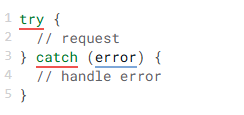 1 try {
2   // request
3 } catch (error) {
4   // handle error
5 }